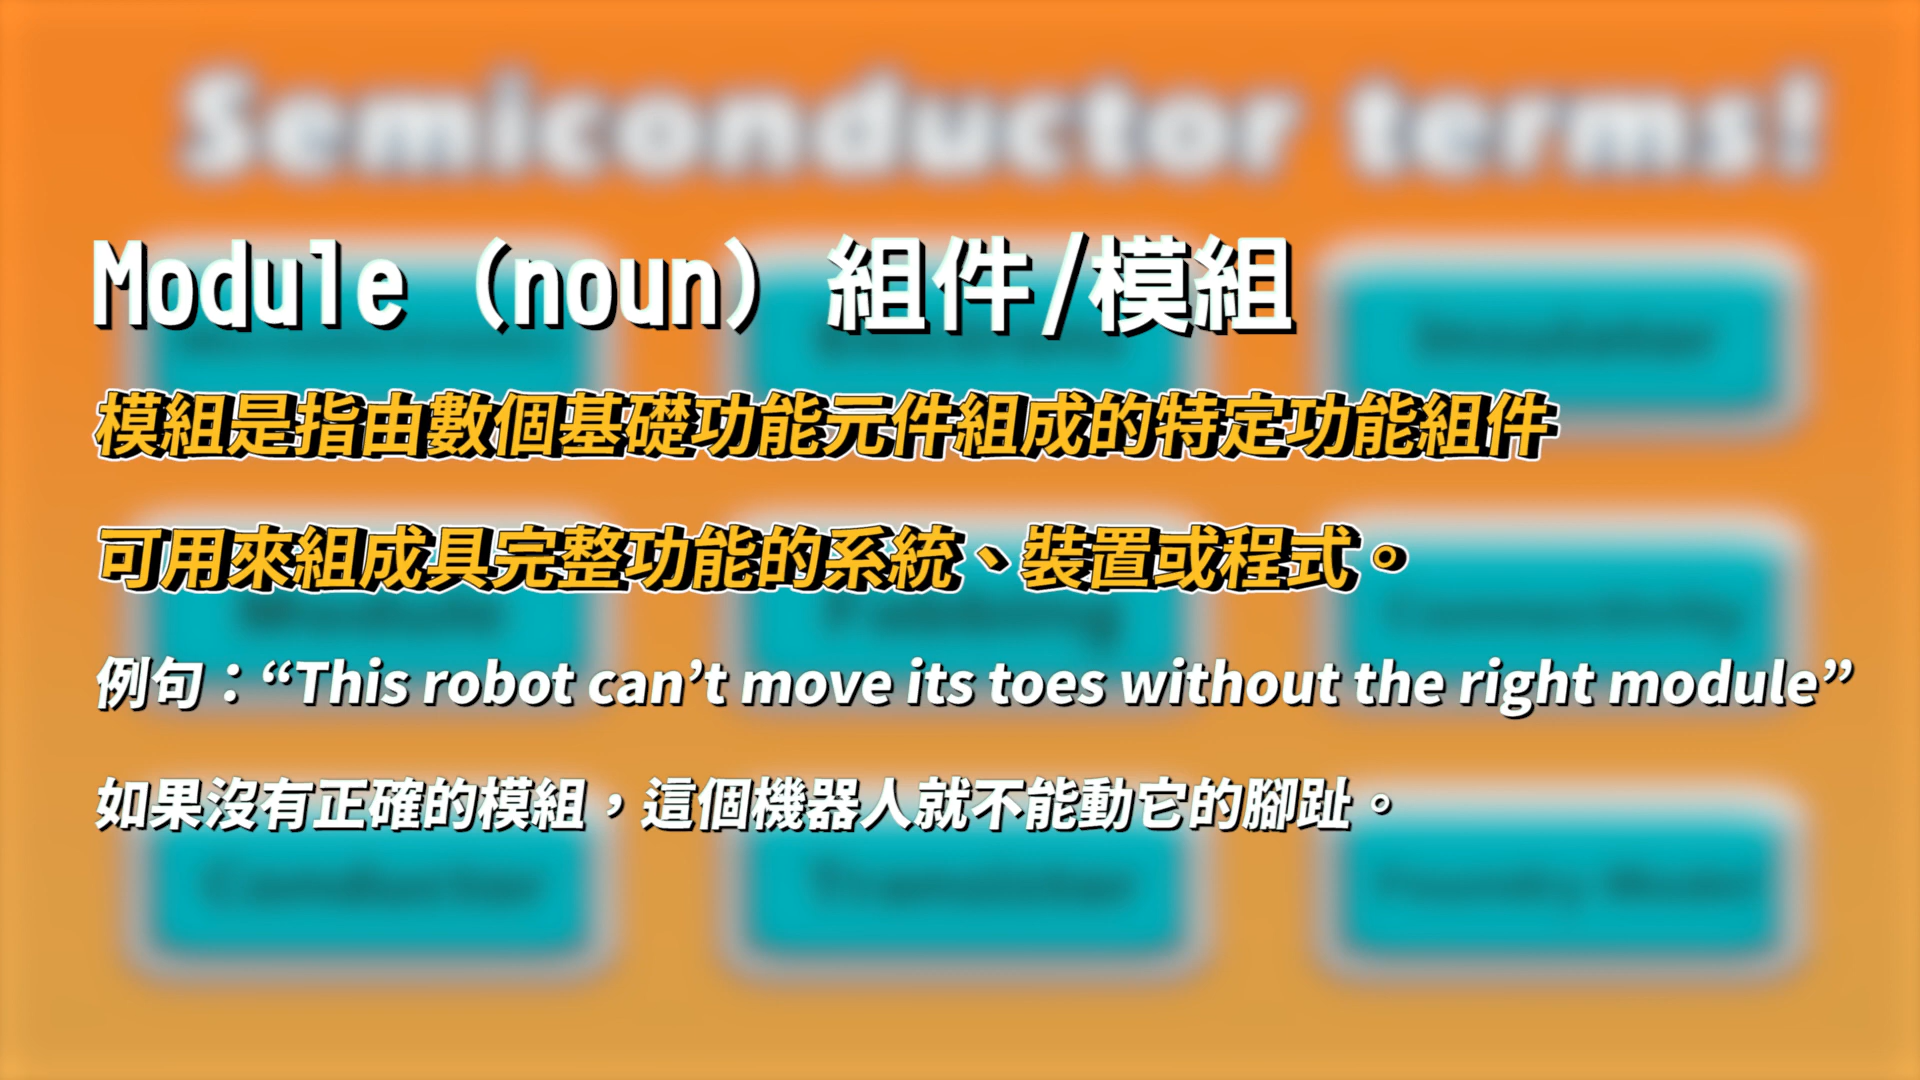 Semiconductor terms!
Module (noun) 組件/模組
模組是指由數個基礎功能元件組成的特定功能組件
可用來組成具完整功能的系統、裝置或程式。
例句：“This robot can’t move its toes without the right module”
如果沒有正確的模組，這個機器人就不能動它的腳趾。
Conductor Transistor